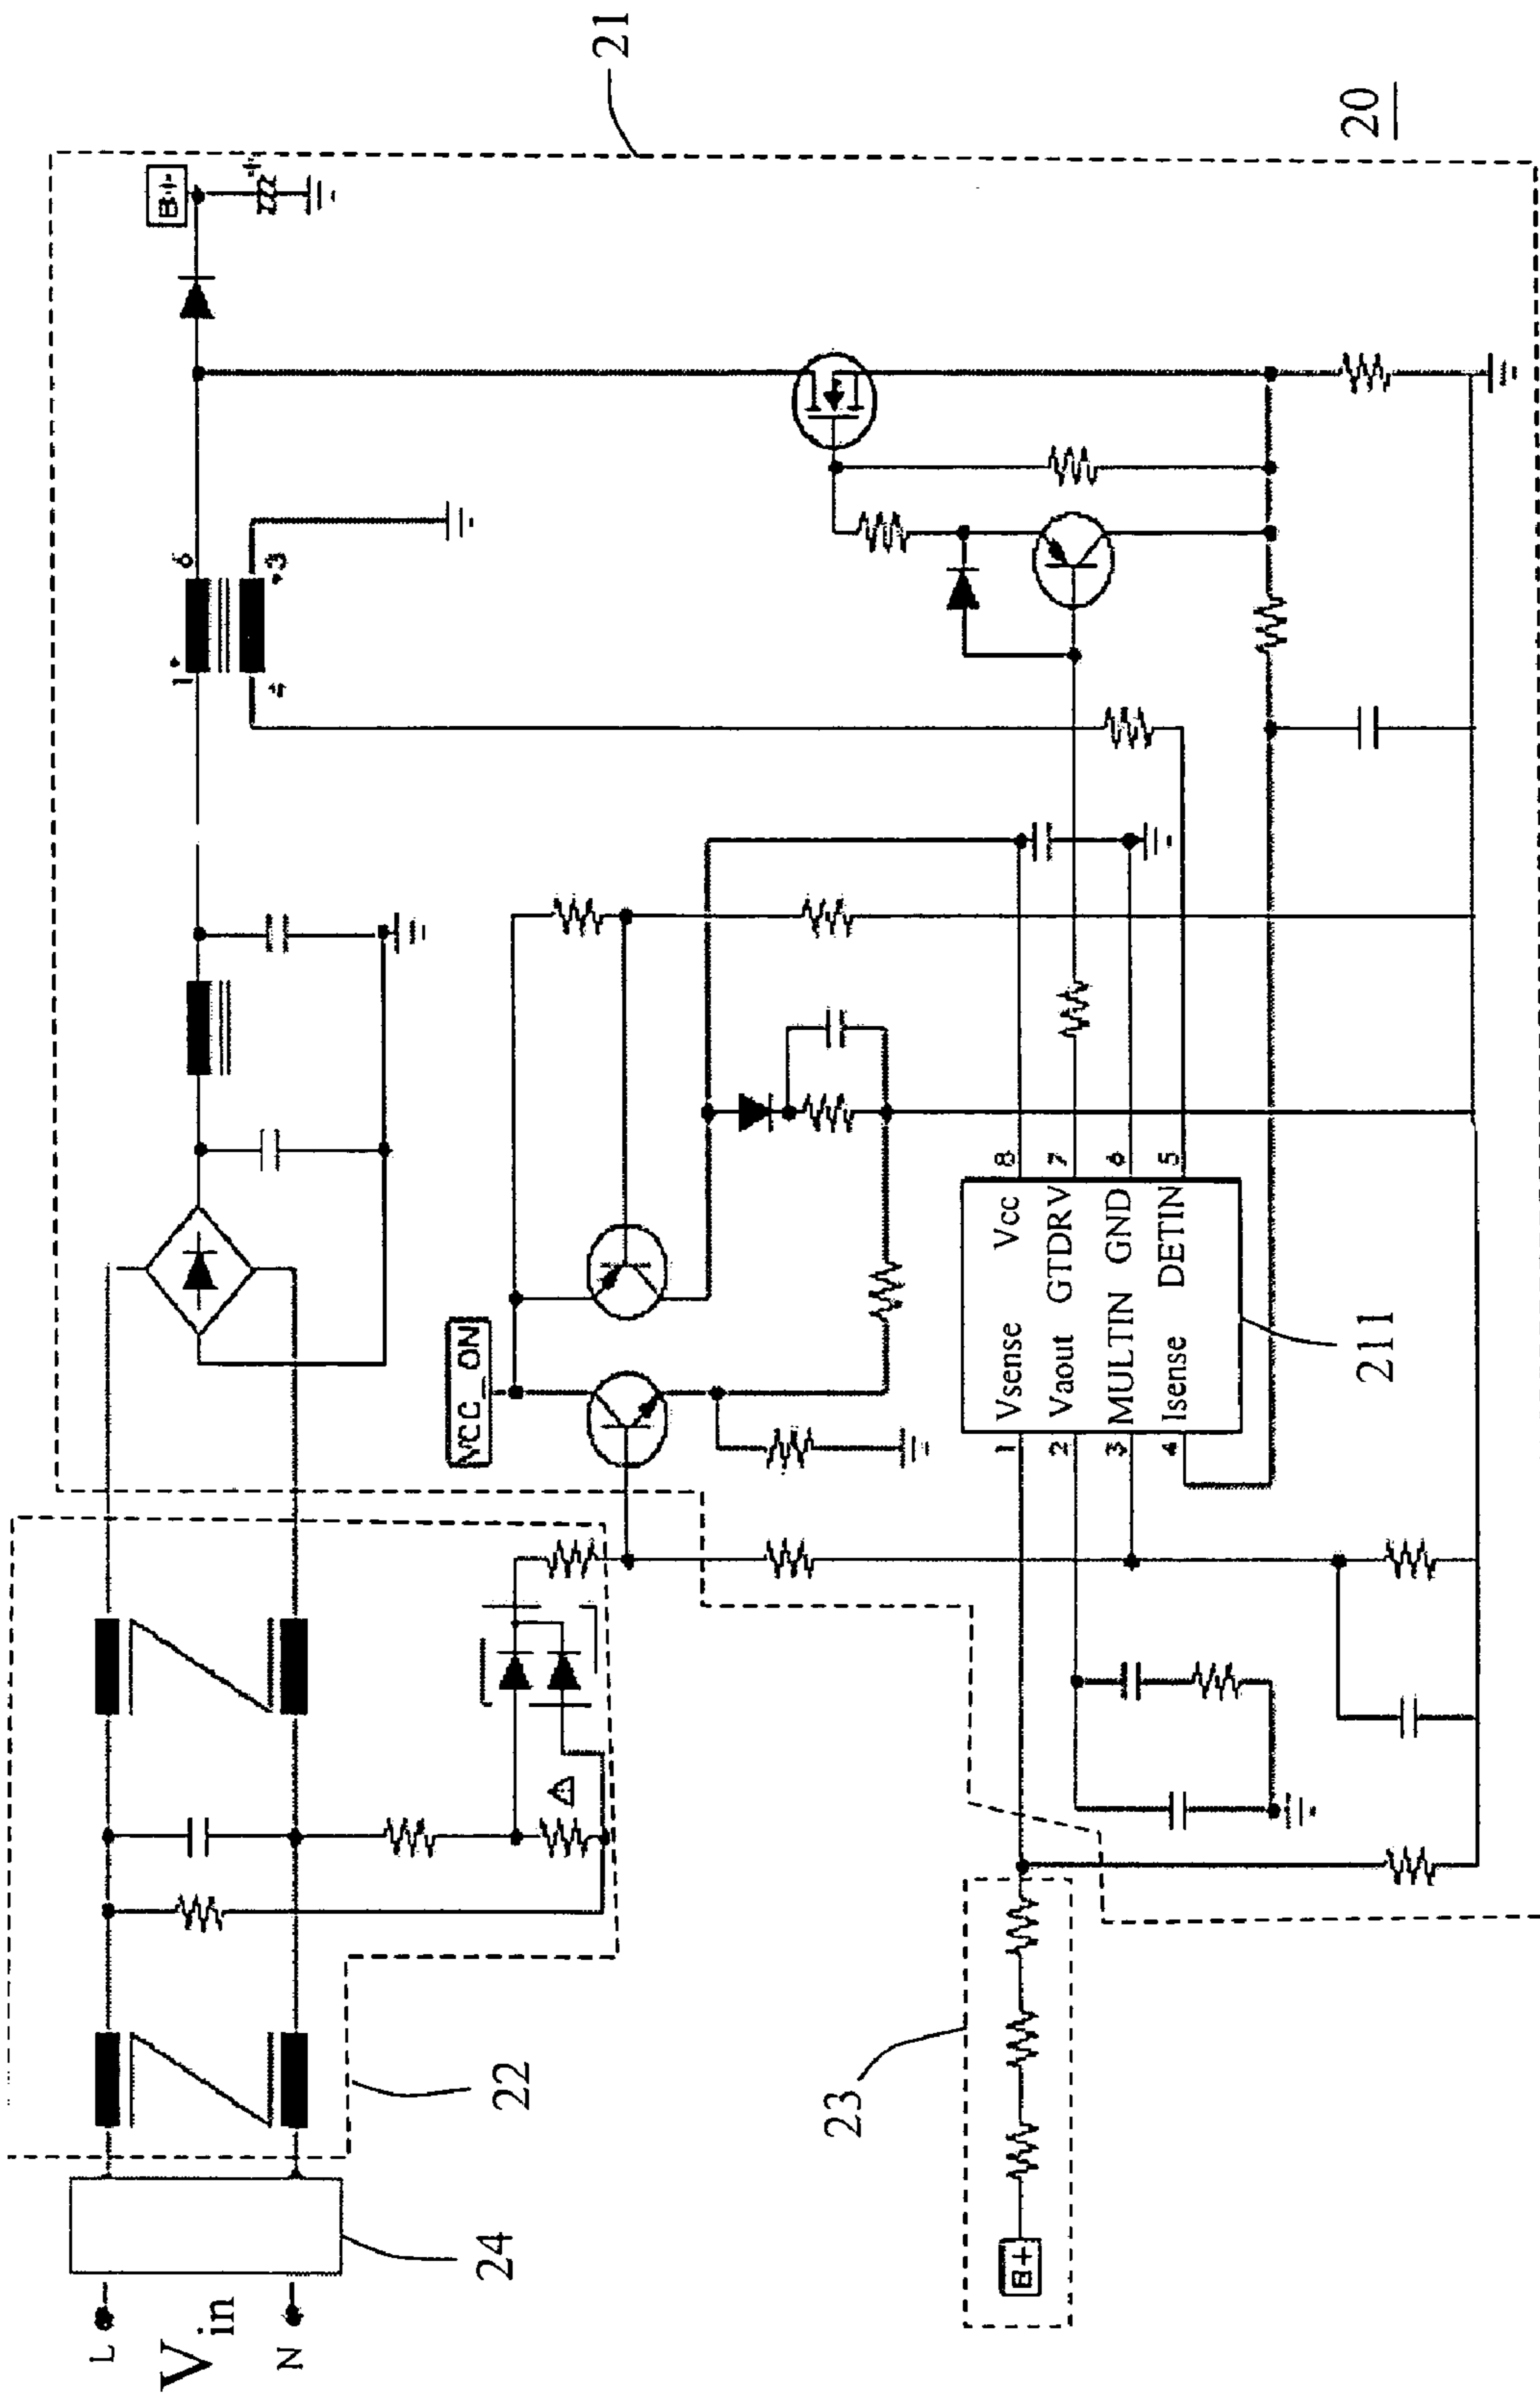 L
V in
N
24
22
B+
1
6
4
3
21
VCC_ON
23
B+
1 Vsense Vcc 8
2 Vaout GTDRV 7
3 MULTIN GND 6
4 Isense DETIN 5
211
20